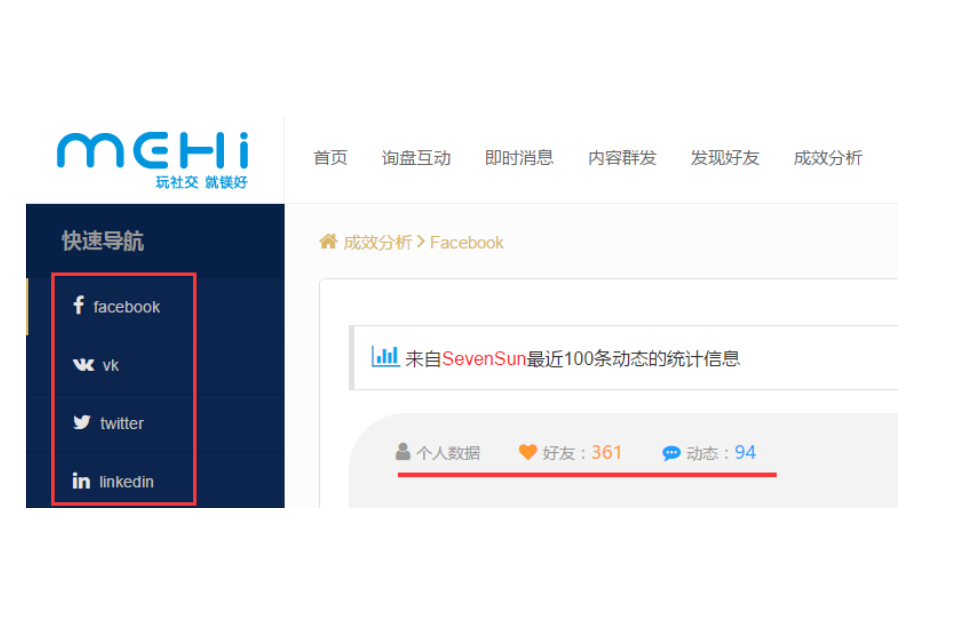 MEHi
玩社交 就镁好
首页 询盘互动 即时消息 内容群发 发现好友 成效分析
快速导航
facebook
vk
twitter
linkedin
成效分析 > Facebook
来自SevenSun最近100条动态的统计信息
个人数据 好友：361 动态：94